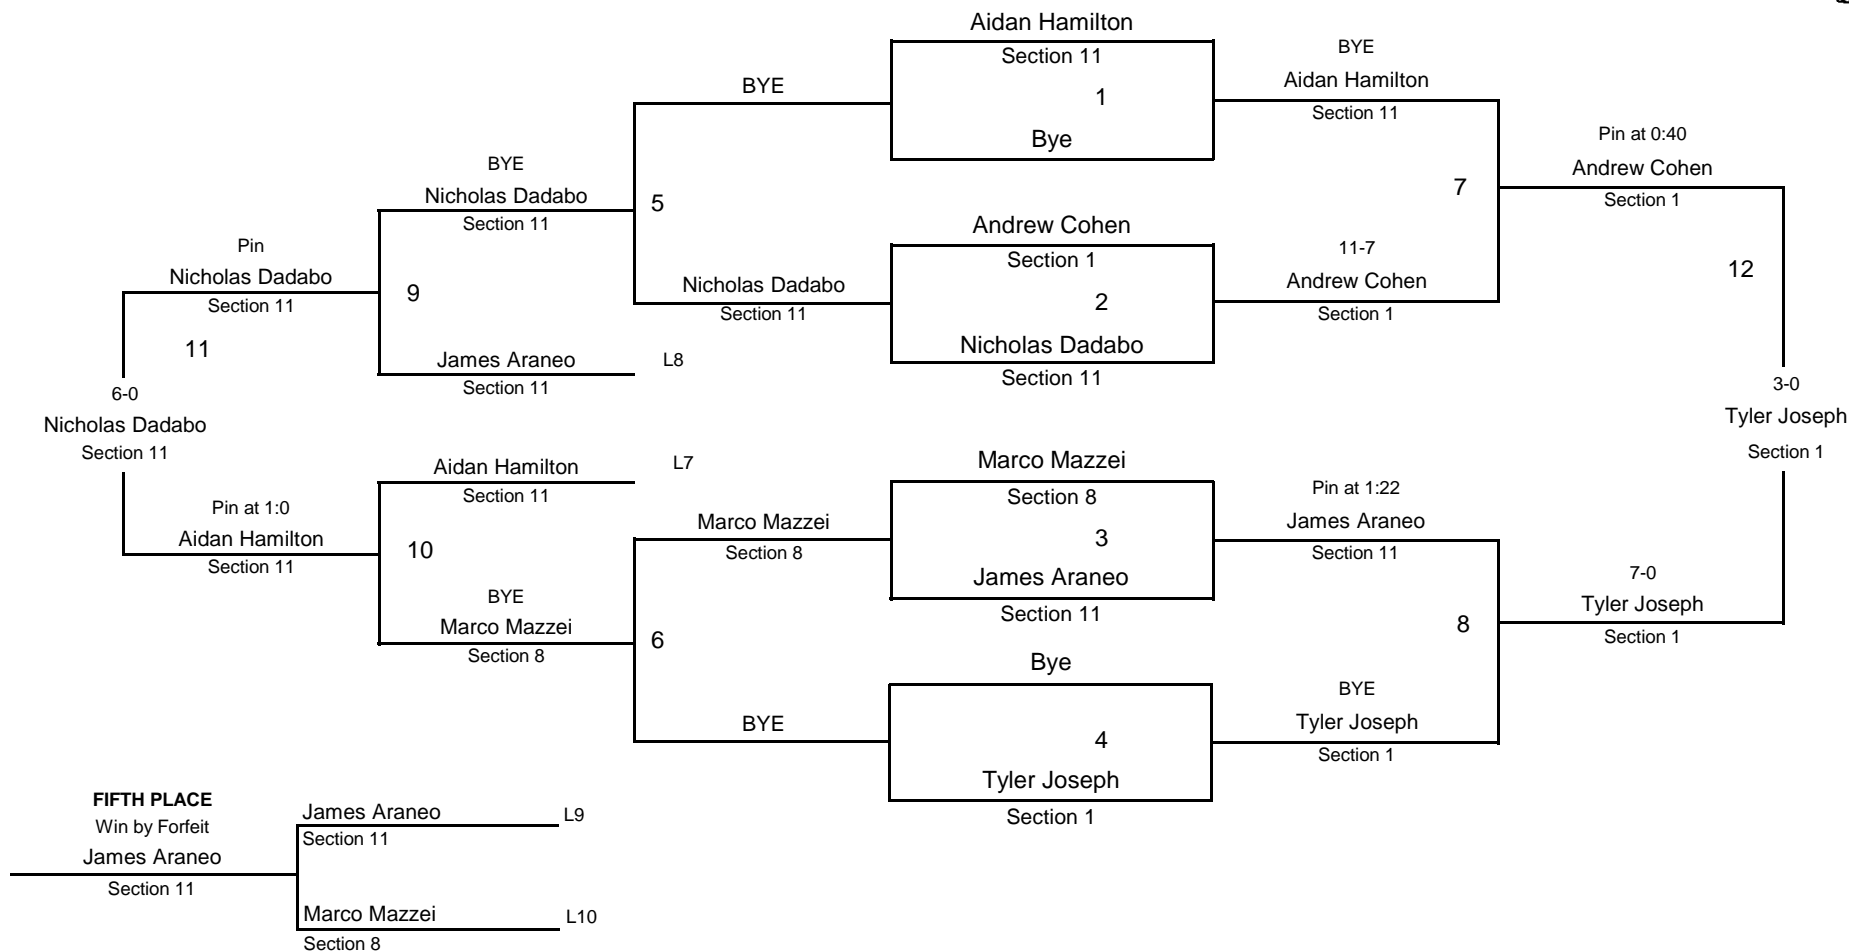 Aidan Hamilton
Section 11
1
Bye
BYE
Aidan Hamilton
Section 11
BYE
Pin at 0:40
Andrew Cohen
Section 1
BYE
Nicholas Dadabo
Section 11
5
7
Andrew Cohen
Section 1
2
Nicholas Dadabo
Section 11
11-7
Andrew Cohen
Section 1
12
Pin
Nicholas Dadabo
Section 11
9
Nicholas Dadabo
Section 11
11
James Araneo
Section 11
L8
6-0
Nicholas Dadabo
Section 11
3-0
Tyler Joseph
Section 1
Aidan Hamilton
Section 11
L7
Marco Mazzei
Section 8
3
James Araneo
Section 11
Pin at 1:22
James Araneo
Section 11
Pin at 1:0
Aidan Hamilton
Section 11
10
Marco Mazzei
Section 8
7-0
Tyler Joseph
Section 1
BYE
Marco Mazzei
Section 8
6
8
Bye
4
Tyler Joseph
Section 1
BYE
Tyler Joseph
Section 1
BYE
FIFTH PLACE
Win by Forfeit
James Araneo
Section 11
James Araneo
Section 11
L9
Marco Mazzei
Section 8
L10